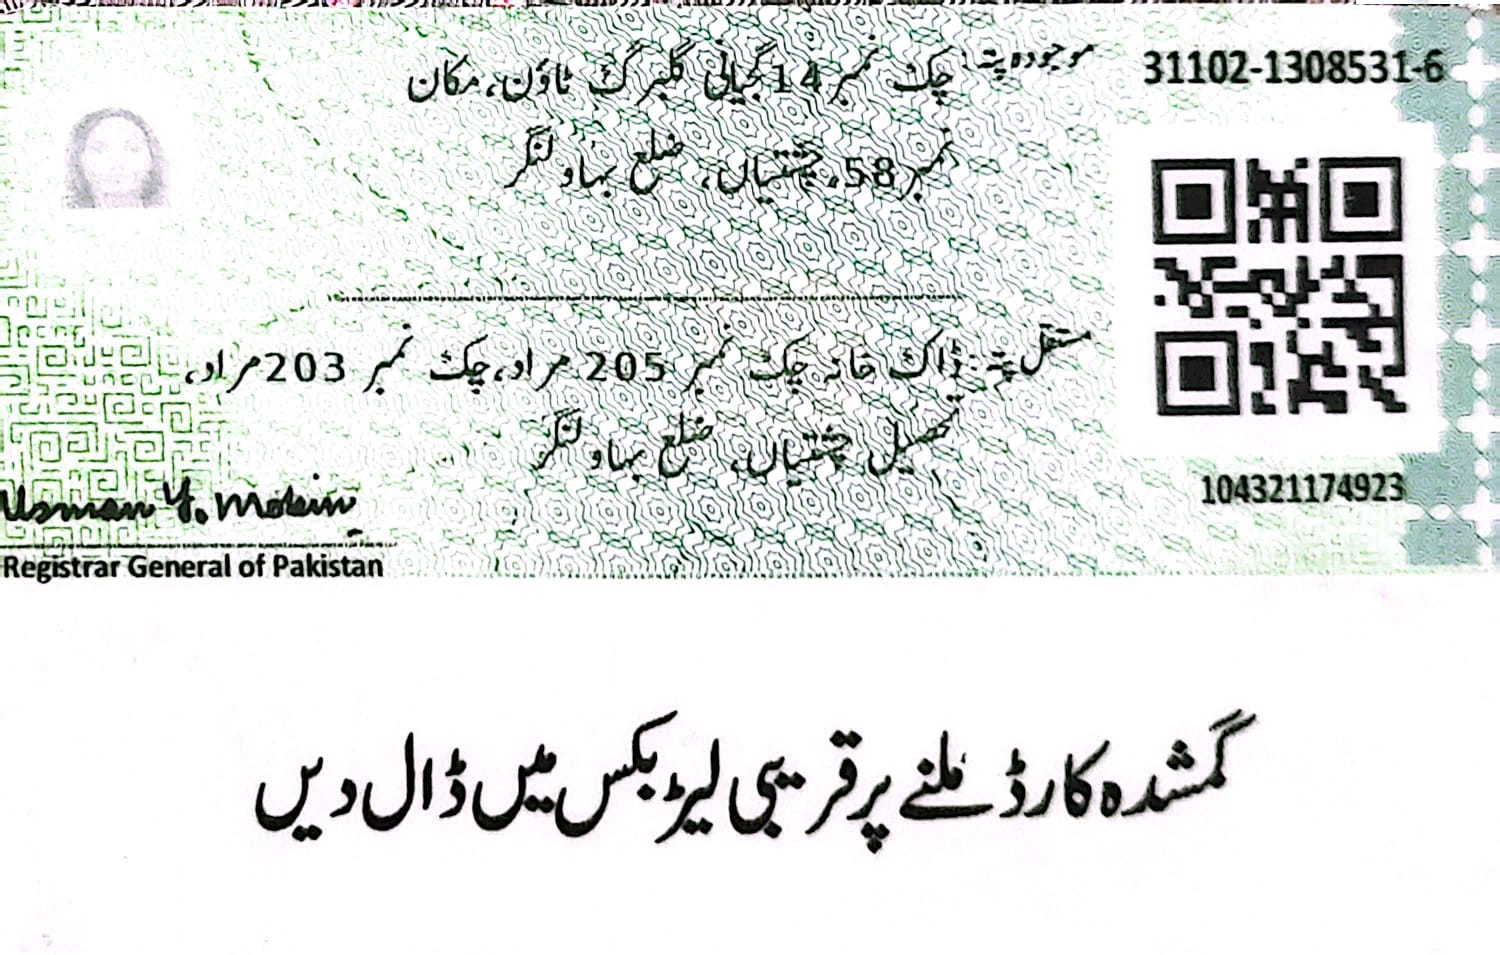 31102-1308531-6
موجودہ پتہ: چک نمبر 14 گجیانی گلبرگ ٹاؤن، مکان
نمبر 58، چشتیاں، ضلع بہاولنگر
مستقل پتہ: ڈاک خانہ چک نمبر 205 مراد، چک نمبر 203 مراد،
تحصیل چشتیاں، ضلع بہاولنگر
104321174923
Usman Y. Mobin
Registrar General of Pakistan
گمشدہ کارڈ ملنے پر قریبی لیٹر بکس میں ڈال دیں